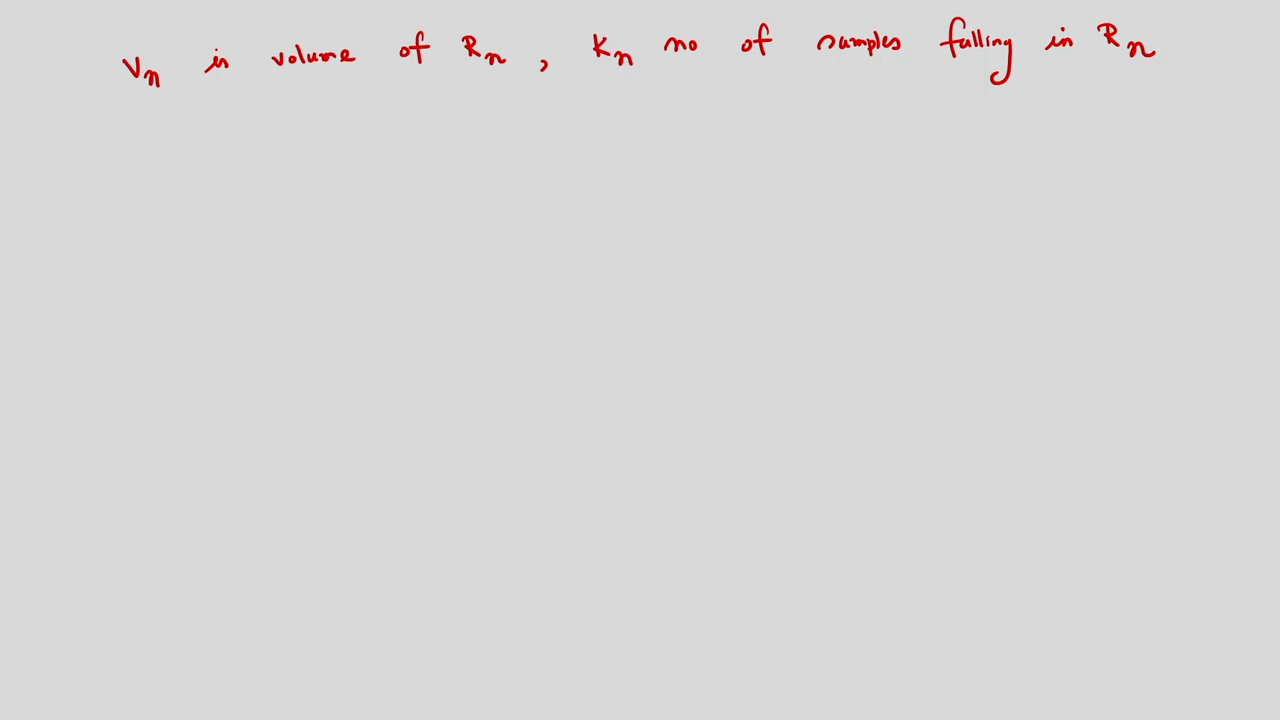 Vn is volume of Rn , Kn no of samples falling in Rn